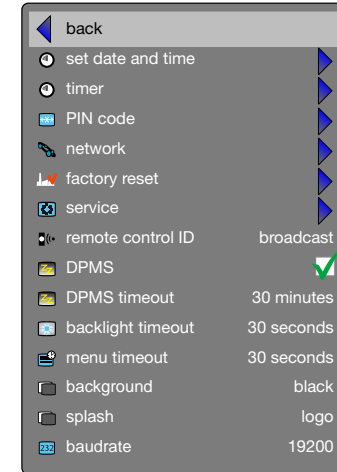 back
set date and time
timer
PIN code
network
factory reset
service
remote control ID broadcast
DPMS
DPMS timeout 30 minutes
backlight timeout 30 seconds
menu timeout 30 seconds
background black
splash logo
232 baudrate 19200